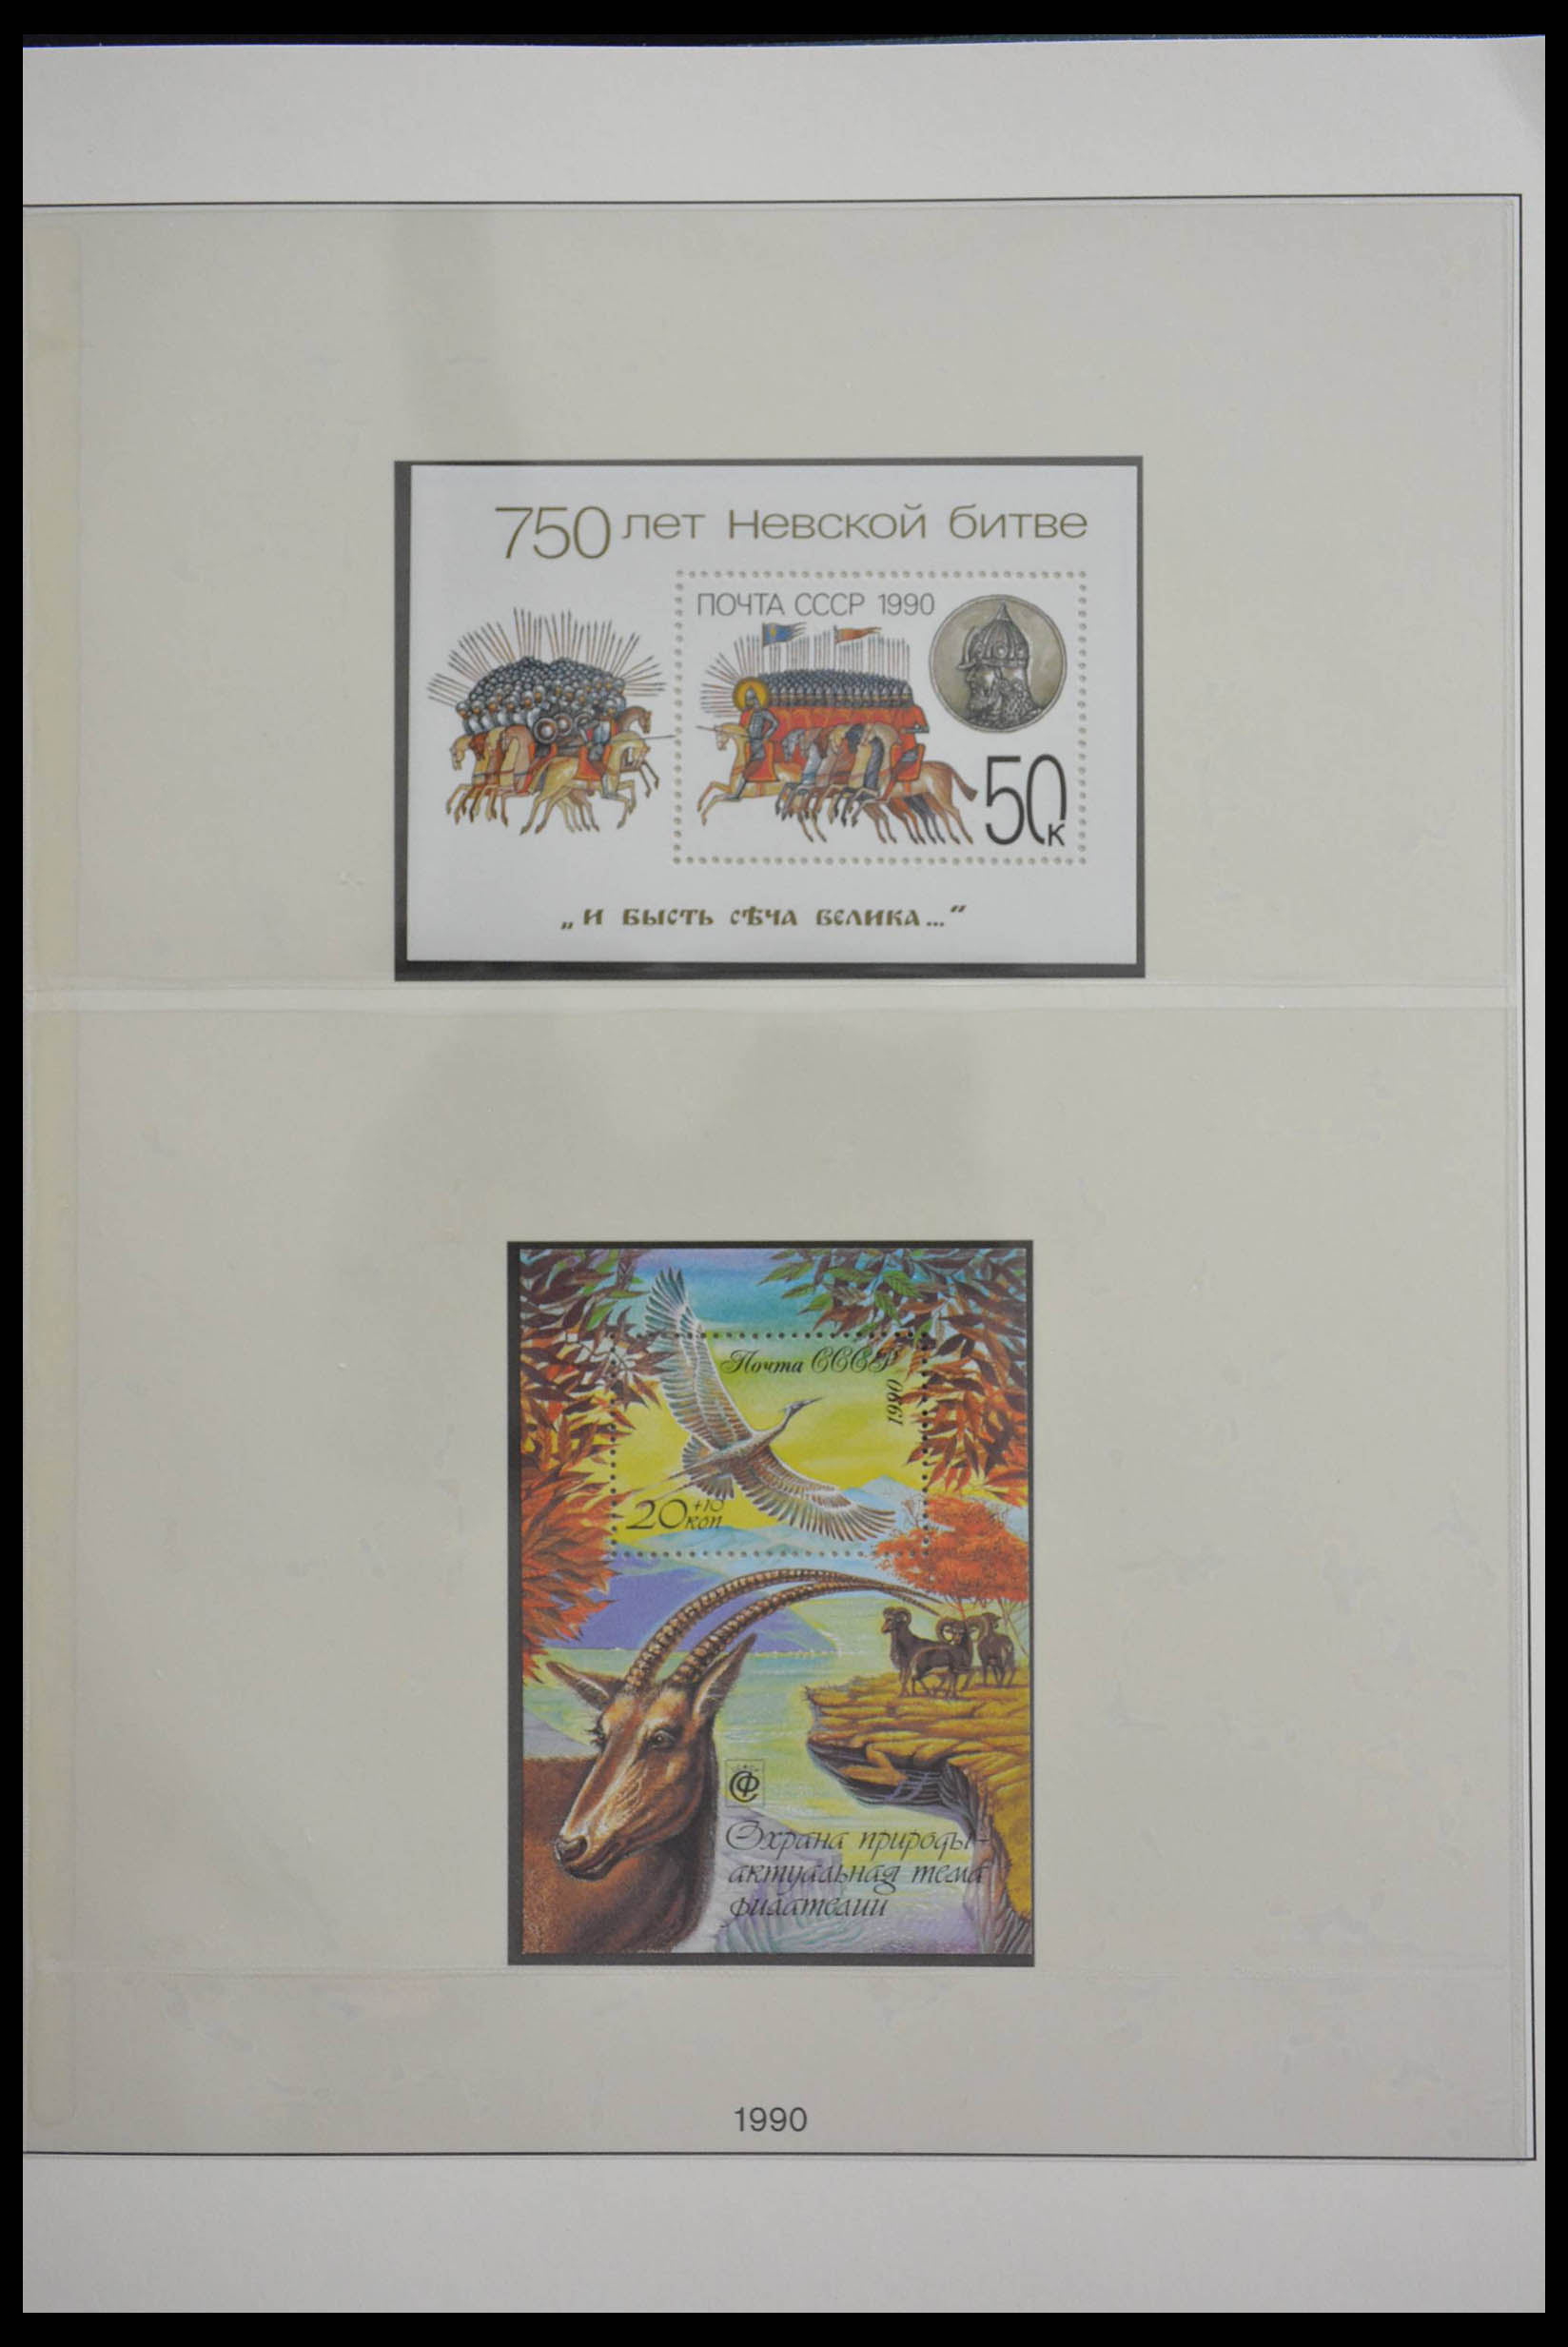 750 лет Невской битве
ПОЧТА СССР 1990
50к
„И БЫСТЬ СѢЧА ВЕЛИКА..."
Почта СССР
1990
20+10 коп
Охрана природы-
актуальная тема
филателии
1990